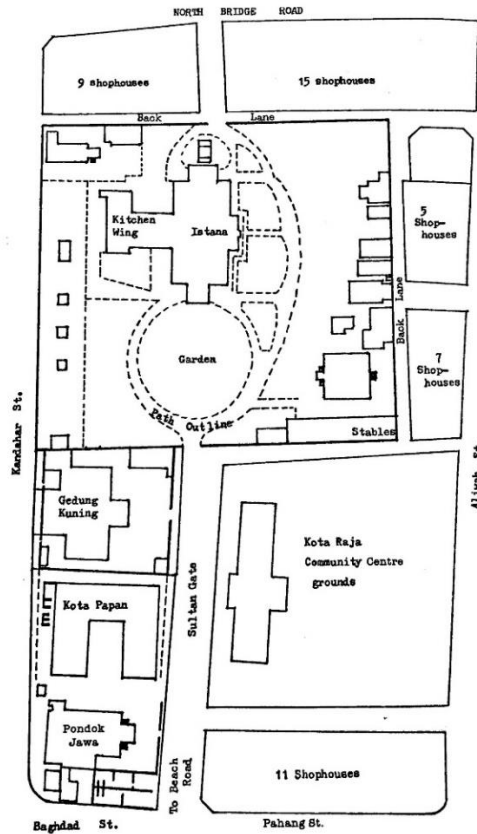 NORTH BRIDGE ROAD
9 shophouses
15 shophouses
Back Lane
5
Shop-
houses
Kitchen
Wing
Istana
Back Lane
7
Shop-
houses
Garden
Path Outline
Stables
Kandahar St.
Aliwah St.
Gedung
Kuning
Kota Raja
Community Centre
grounds
Sultan Gate
Kota Papan
Pondok
Jawa
To Beach
Road
11 Shophouses
Baghdad St.
Pahang St.